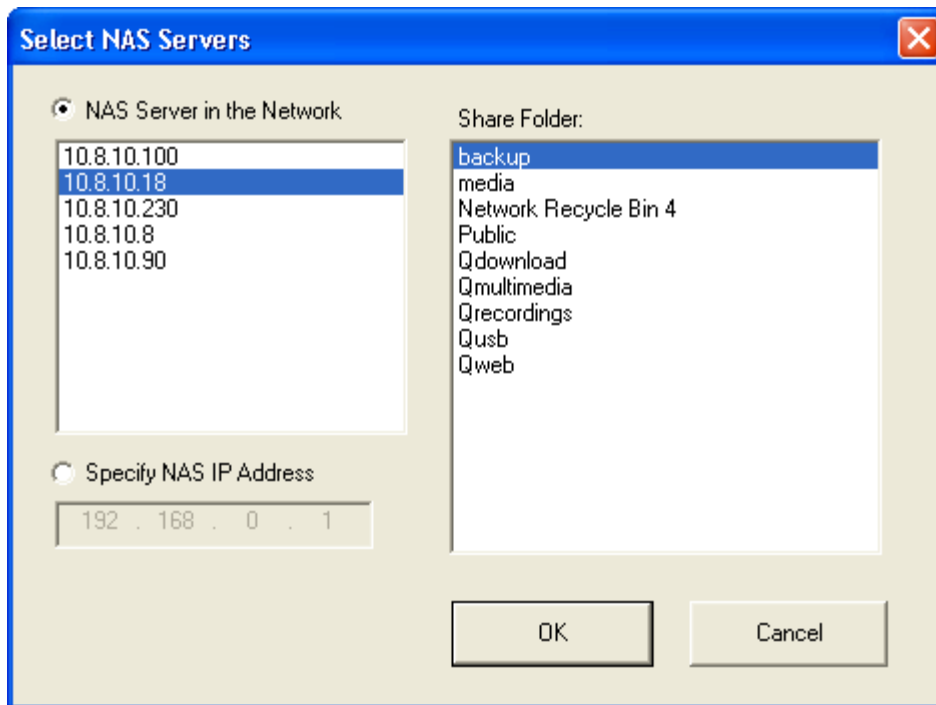 Select NAS Servers
NAS Server in the Network
10.8.10.100
10.8.10.18
10.8.10.230
10.8.10.8
10.8.10.90
Specify NAS IP Address
192 . 168 . 0 . 1
Share Folder:
backup
media
Network Recycle Bin 4
Public
Qdownload
Qmultimedia
Qrecordings
Qusb
Qweb
OK
Cancel